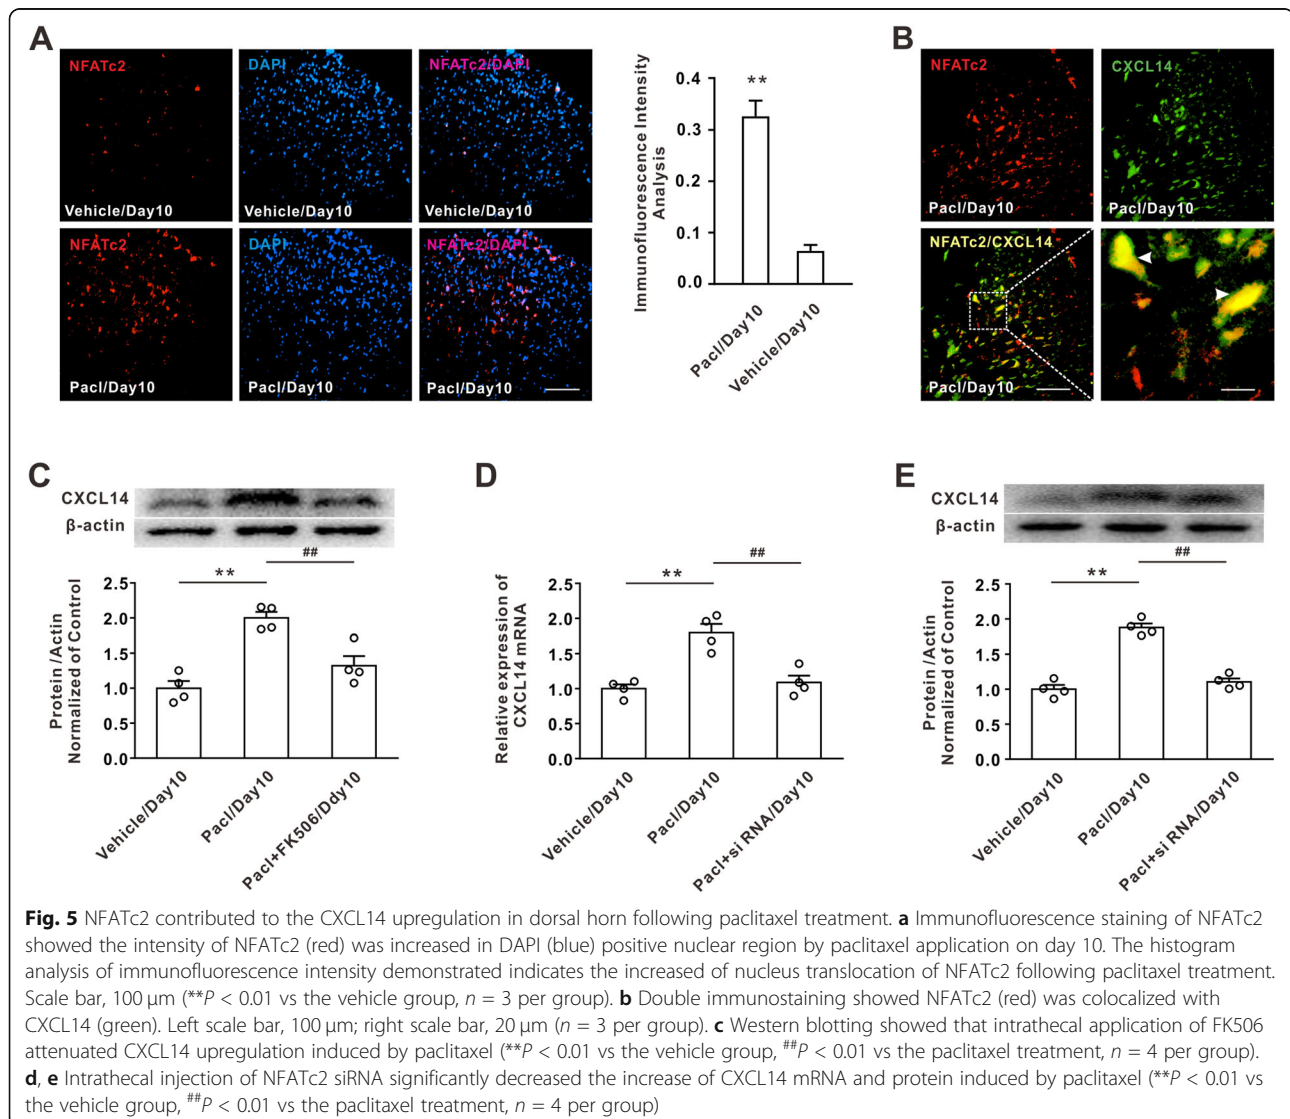 A
NFATc2
DAPI
NFATc2/DAPI
Vehicle/Day10
Vehicle/Day10
Vehicle/Day10
NFATc2
DAPI
NFATc2/DAPI
Pacl/Day10
Pacl/Day10
Pacl/Day10
Immunofluorescence Intensity
Analysis
0.4
0.3
0.2
0.1
0.0
**
Pacl/Day10
Vehicle/Day10
B
NFATc2
CXCL14
Pacl/Day10
Pacl/Day10
NFATc2/CXCL14
Pacl/Day10
C
CXCL14
β-actin
##
**
Protein /Actin
Normalized of Control
2.5
2.0
1.5
1.0
0.5
0.0
Vehicle/Day10
Pacl/Day10
Pacl+FK506/Ddy10
D
##
**
Relative expression of
CXCL14 mRNA
2.5
2.0
1.5
1.0
0.5
0.0
Vehicle/Day10
Pacl/Day10
Pacl+si RNA/Day10
E
CXCL14
β-actin
##
**
Protein /Actin
Normalized of Control
2.5
2.0
1.5
1.0
0.5
0.0
Vehicle/Day10
Pacl/Day10
Pacl+si RNA/Day10
Fig. 5 NFATc2 contributed to the CXCL14 upregulation in dorsal horn following paclitaxel treatment. a Immunofluorescence staining of NFATc2
showed the intensity of NFATc2 (red) was increased in DAPI (blue) positive nuclear region by paclitaxel application on day 10. The histogram
analysis of immunofluorescence intensity demonstrated indicates the increased of nucleus translocation of NFATc2 following paclitaxel treatment.
Scale bar, 100 μm (**P < 0.01 vs the vehicle group, n = 3 per group). b Double immunostaining showed NFATc2 (red) was colocalized with
CXCL14 (green). Left scale bar, 100 μm; right scale bar, 20 μm (n = 3 per group). c Western blotting showed that intrathecal application of FK506
attenuated CXCL14 upregulation induced by paclitaxel (**P < 0.01 vs the vehicle group, ##P < 0.01 vs the paclitaxel treatment, n = 4 per group).
d, e Intrathecal injection of NFATc2 siRNA significantly decreased the increase of CXCL14 mRNA and protein induced by paclitaxel (**P < 0.01 vs
the vehicle group, ##P < 0.01 vs the paclitaxel treatment, n = 4 per group)